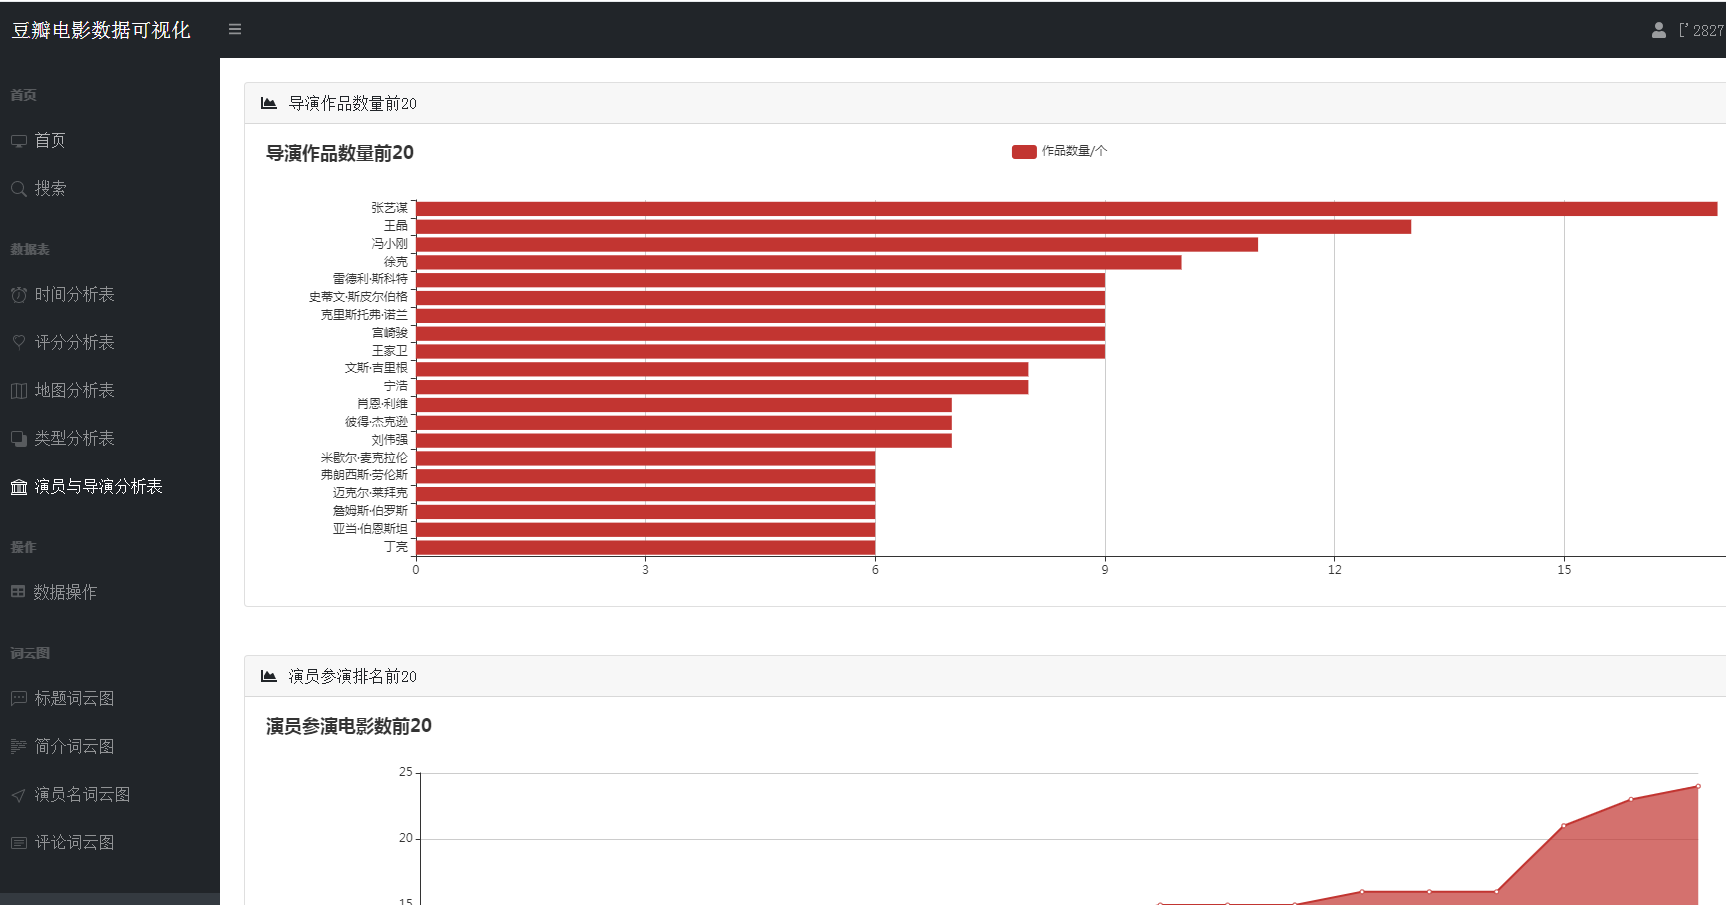 豆瓣电影数据可视化
[' 2827
首页
首页
搜索
数据表
时间分析表
评分分析表
地图分析表
类型分析表
演员与导演分析表
操作
数据操作
词云图
标题词云图
简介词云图
演员名词云图
评论词云图
导演作品数量前20
导演作品数量前20
作品数量/个
张艺谋
王晶
冯小刚
徐克
雷德利·斯科特
史蒂文·斯皮尔伯格
克里斯托弗·诺兰
宫崎骏
王家卫
文斯·吉里根
宁浩
肖恩·利维
彼得·杰克逊
刘伟强
米歇尔·麦克拉伦
弗朗西斯·劳伦斯
迈克尔·莱拜克
詹姆斯·伯罗斯
亚当·伯恩斯坦
丁亮
0 3 6 9 12 15
演员参演排名前20
演员参演电影数前20
25
20
15